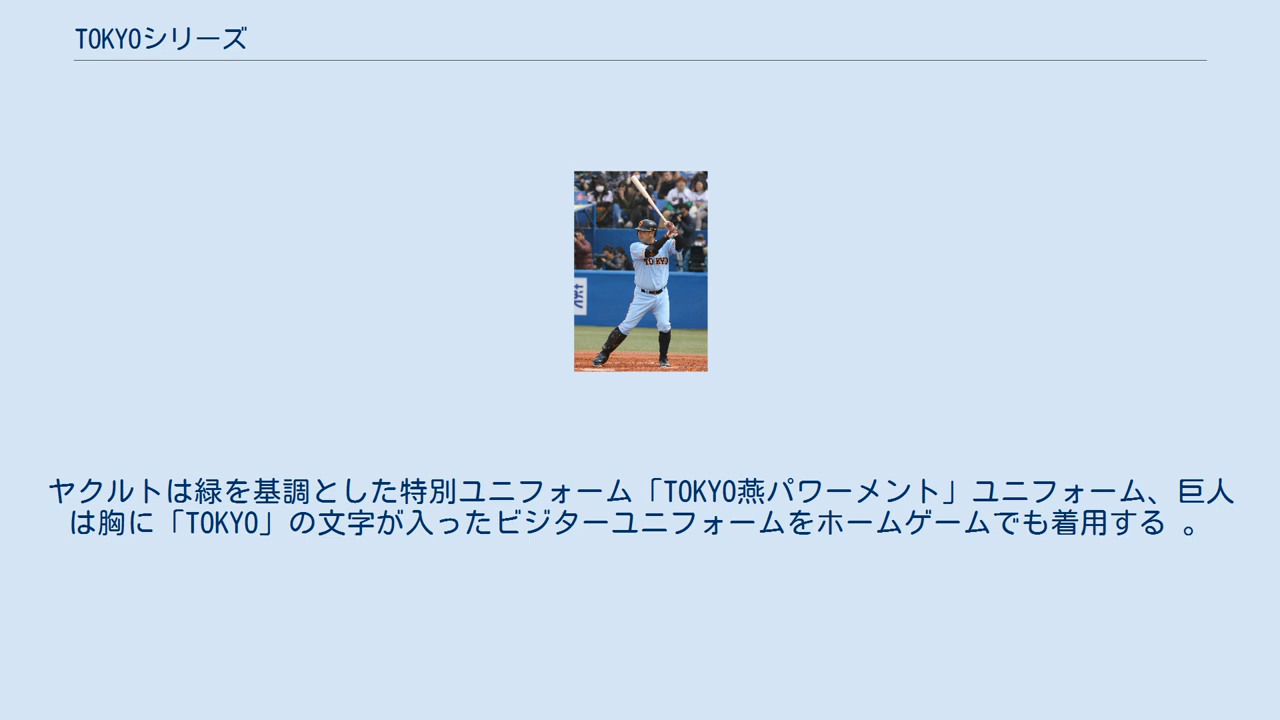 TOKYOシリーズ
TOKYO
ヤクルトは緑を基調とした特別ユニフォーム「TOKYO燕パワーメント」ユニフォーム、巨人
は胸に「TOKYO」の文字が入ったビジターユニフォームをホームゲームでも着用する 。